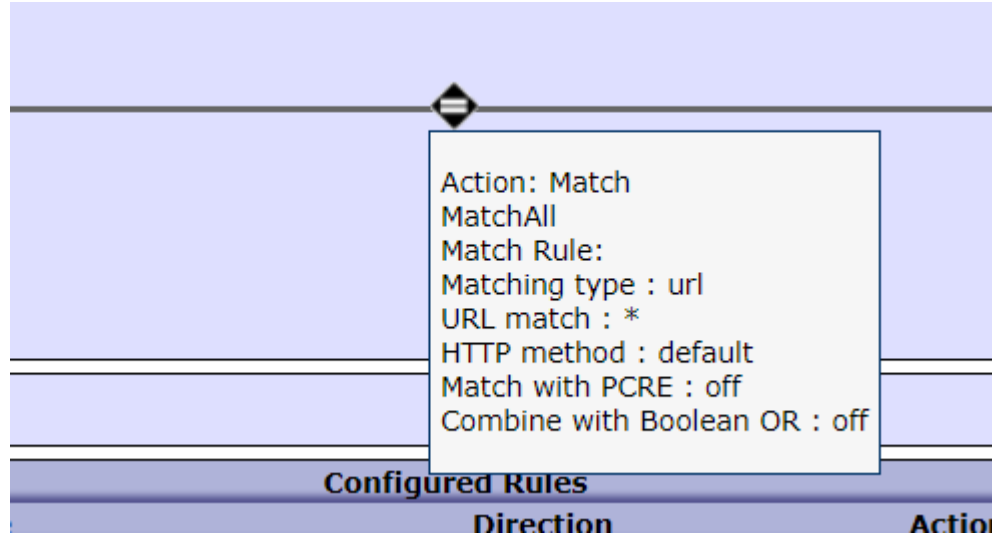 Action: Match
MatchAll
Match Rule:
Matching type : url
URL match : *
HTTP method : default
Match with PCRE : off
Combine with Boolean OR : off
Configured Rules
Direction